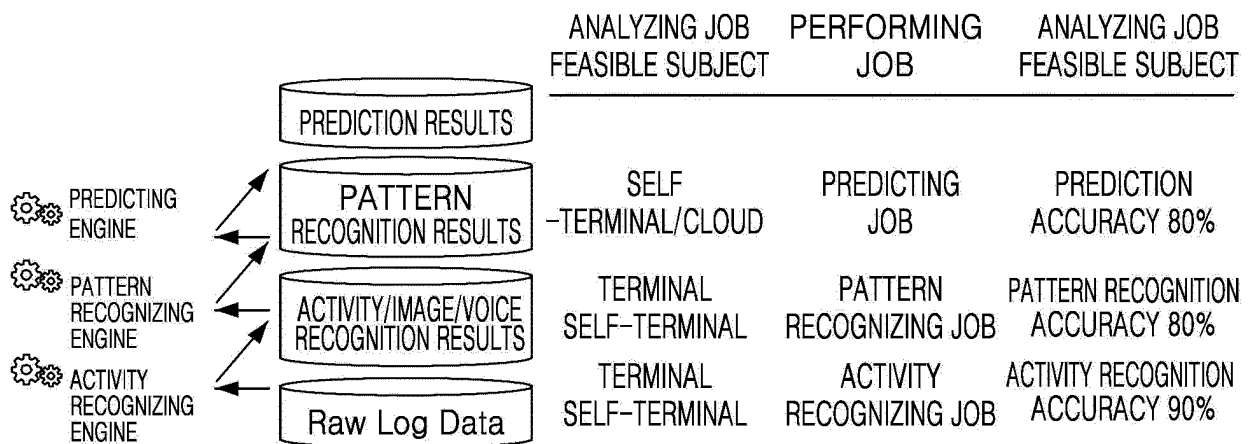 ANALYZING JOB
FEASIBLE SUBJECT
PERFORMING
JOB
ANALYZING JOB
FEASIBLE SUBJECT
PREDICTION RESULTS
PREDICTING
ENGINE
PATTERN
RECOGNITION RESULTS
SELF
-TERMINAL/CLOUD
PREDICTING
JOB
PREDICTION
ACCURACY 80%
PATTERN
RECOGNIZING
ENGINE
ACTIVITY/IMAGE/VOICE
RECOGNITION RESULTS
TERMINAL
SELF-TERMINAL
PATTERN
RECOGNIZING JOB
PATTERN RECOGNITION
ACCURACY 80%
ACTIVITY
RECOGNIZING
ENGINE
Raw Log Data
TERMINAL
SELF-TERMINAL
ACTIVITY
RECOGNIZING JOB
ACTIVITY RECOGNITION
ACCURACY 90%